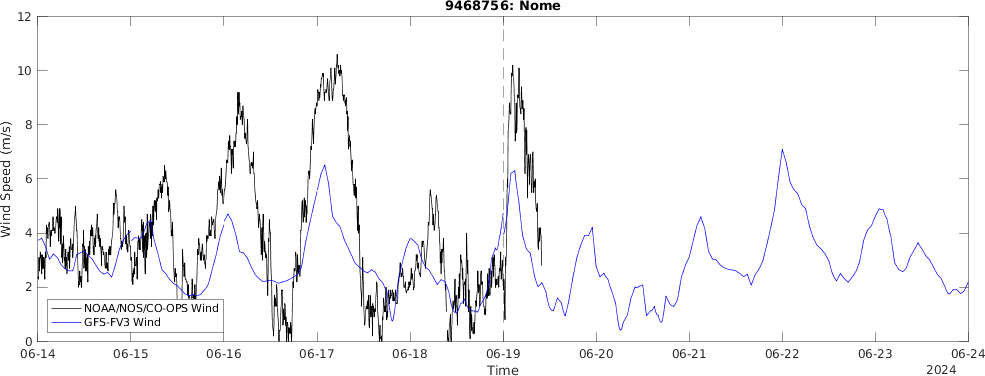 9468756: Nome
12
10
8
6
4
2
0
Wind Speed (m/s)
NOAA/NOS/CO-OPS Wind
GFS-FV3 Wind
06-14 06-15 06-16 06-17 06-18 06-19 06-20 06-21 06-22 06-23 06-24
Time
2024